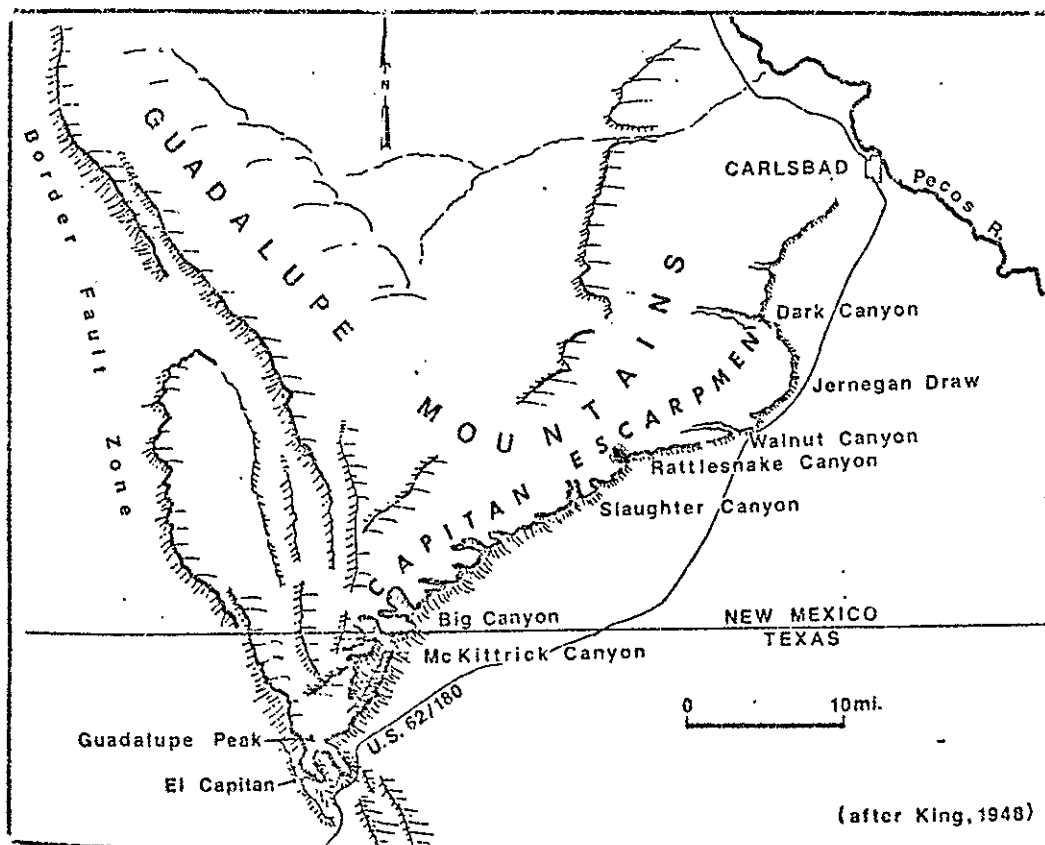 N
GUADALUPE
MOUNTAINS
Border Fault Zone
CARLSBAD
Pecos R.
Dark Canyon
CAPITAN ESCARPMENT
Jernegan Draw
Walnut Canyon
Rattlesnake Canyon
Slaughter Canyon
Big Canyon
NEW MEXICO
TEXAS
McKittrick Canyon
U.S. 62/180
0 10mi.
Guadalupe Peak
El Capitan
(after King, 1948)